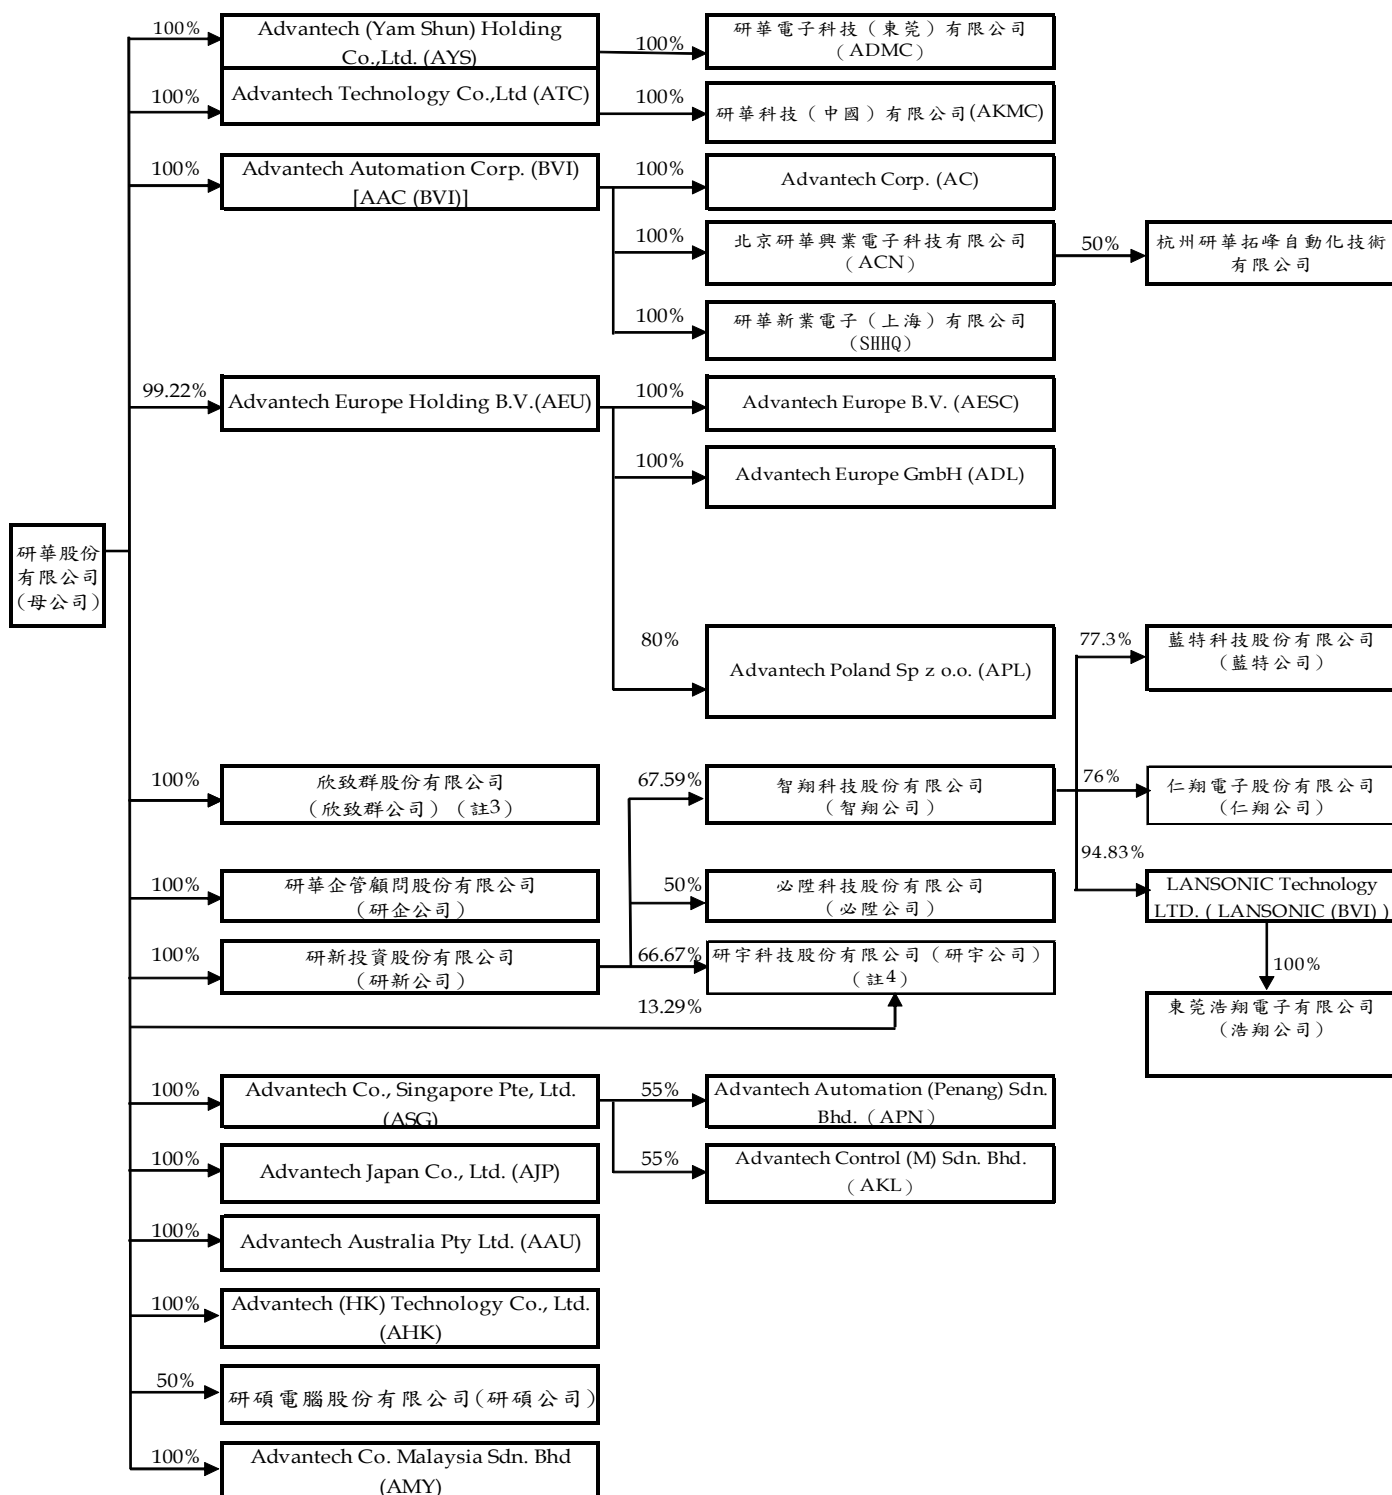 100%
Advantech (Yam Shun) Holding
Co.,Ltd. (AYS)
100%
研華電子科技（東莞）有限公司
（ADMC）
100%
Advantech Technology Co.,Ltd (ATC)
100%
研華科技（中國）有限公司(AKMC)
100%
Advantech Automation Corp. (BVI)
[AAC (BVI)]
100%
Advantech Corp. (AC)
100%
北京研華興業電子科技有限公司
（ACN）
50%
杭州研華拓峰自動化技術
有限公司
100%
研華新業電子（上海）有限公司
(SHHQ)
99.22%
Advantech Europe Holding B.V.(AEU)
100%
Advantech Europe B.V. (AESC)
100%
Advantech Europe GmbH (ADL)
研華股份
有限公司
(母公司)
80%
Advantech Poland Sp z o.o. (APL)
77.3%
藍特科技股份有限公司
（藍特公司）
100%
欣致群股份有限公司
（欣致群公司）（註3）
67.59%
智翔科技股份有限公司
（智翔公司）
76%
仁翔電子股份有限公司
（仁翔公司）
94.83%
LANSONIC Technology
LTD.（LANSONIC (BVI)）
100%
研華企管顧問股份有限公司
（研企公司）
50%
必陞科技股份有限公司
（必陞公司）
100%
研新投資股份有限公司
（研新公司）
66.67%
研宇科技股份有限公司（研宇公司）
（註4）
100%
東莞浩翔電子有限公司
（浩翔公司）
13.29%
100%
Advantech Co., Singapore Pte, Ltd.
(ASG)
55%
Advantech Automation (Penang) Sdn.
Bhd.（APN）
100%
Advantech Japan Co., Ltd. (AJP)
55%
Advantech Control (M) Sdn. Bhd.
（AKL）
100%
Advantech Australia Pty Ltd. (AAU)
100%
Advantech (HK) Technology Co., Ltd.
(AHK)
50%
研碩電腦股份有限公司(研碩公司)
100%
Advantech Co. Malaysia Sdn. Bhd
(AMY)